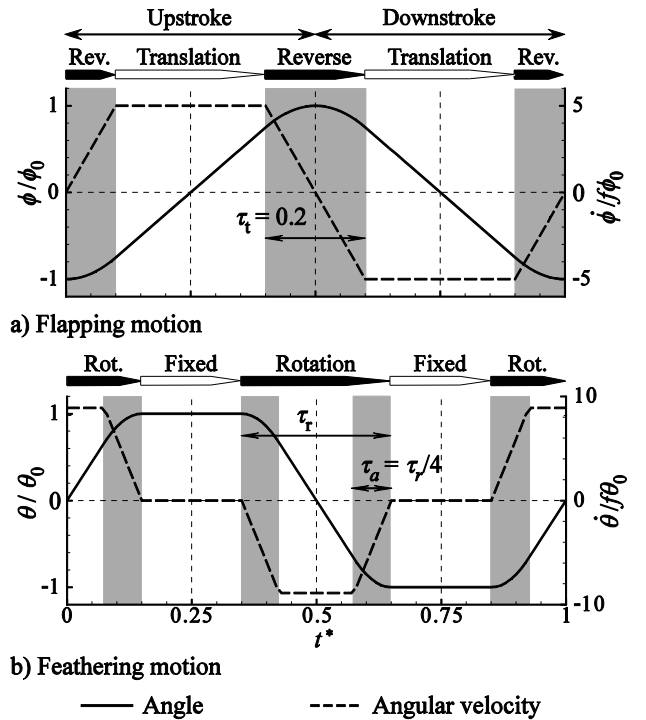 Upstroke Downstroke
Rev. Translation Reverse Translation Rev.
1 5
0 0
-1 -5
ϕ/ϕ₀
τₜ = 0.2
ϕ̇/fϕ₀
a) Flapping motion
Rot. Fixed Rotation Fixed Rot.
1 10
0 0
-1 -10
θ/θ₀
τᵣ
τₐ = τᵣ/4
θ̇/fθ₀
0 0.25 0.5 0.75 1
t*
b) Feathering motion
Angle Angular velocity